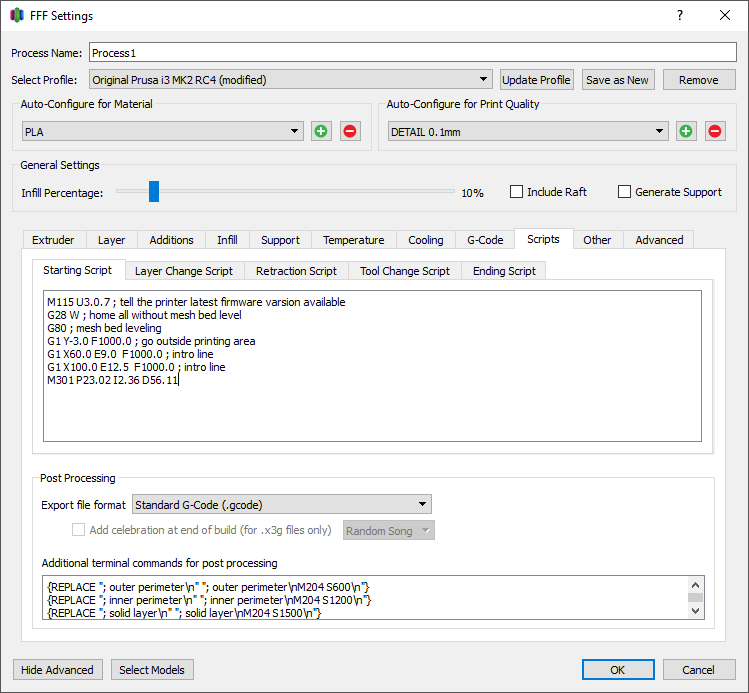 FFF Settings
?
Process Name: Process1
Select Profile: Original Prusa i3 MK2 RC4 (modified) Update Profile Save as New Remove
Auto-Configure for Material Auto-Configure for Print Quality
PLA DETAIL 0.1mm
General Settings
Infill Percentage: 10% Include Raft Generate Support
Extruder Layer Additions Infill Support Temperature Cooling G-Code Scripts Other Advanced
Starting Script Layer Change Script Retraction Script Tool Change Script Ending Script
M115 U3.0.7 ; tell the printer latest firmware varsion available
G28 W ; home all without mesh bed level
G80 ; mesh bed leveling
G1 Y-3.0 F1000.0 ; go outside printing area
G1 X60.0 E9.0  F1000.0 ; intro line
G1 X100.0 E12.5  F1000.0 ; intro line
M301 P23.02 I2.36 D56.11
Post Processing
Export file format Standard G-Code (.gcode)
Add celebration at end of build (for .x3g files only) Random Song
Additional terminal commands for post processing
{REPLACE "; outer perimeter\n" "; outer perimeter\nM204 S600\n"}
{REPLACE "; inner perimeter\n" "; inner perimeter\nM204 S1200\n"}
{REPLACE "; solid layer\n" "; solid layer\nM204 S1500\n"}
Hide Advanced Select Models OK Cancel